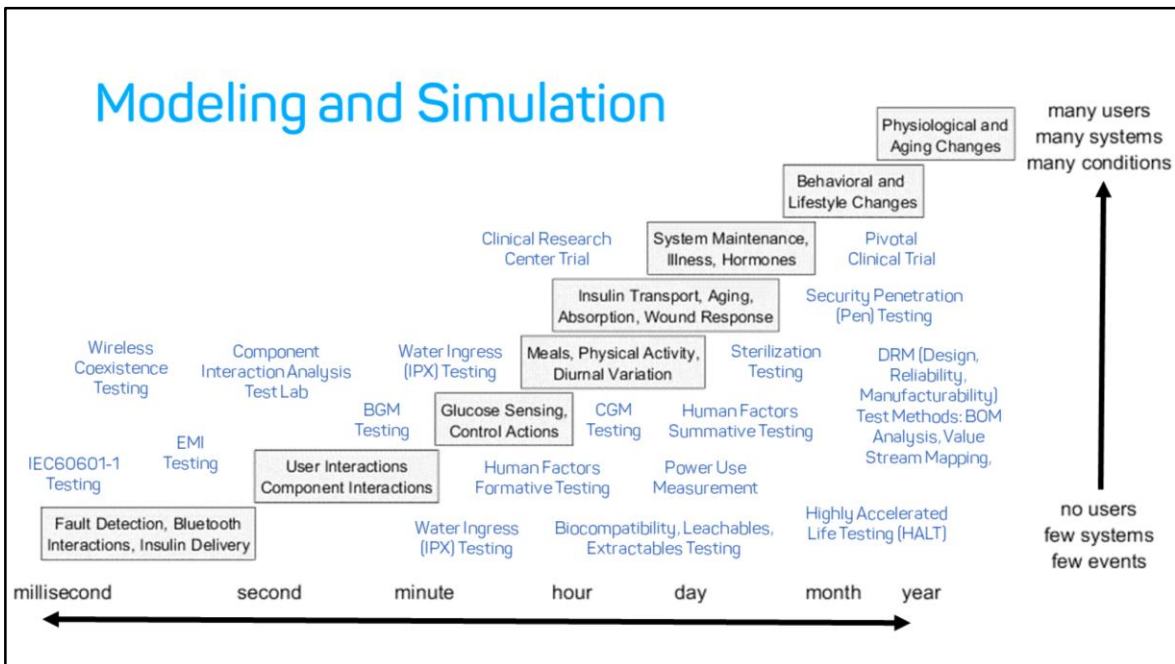 Modeling and Simulation
many users
many systems
many conditions
Physiological and
Aging Changes
Behavioral and
Lifestyle Changes
Clinical Research
Center Trial
System Maintenance,
Illness, Hormones
Pivotal
Clinical Trial
Insulin Transport, Aging,
Absorption, Wound Response
Security Penetration
(Pen) Testing
Wireless
Coexistence
Testing
Component
Interaction Analysis
Test Lab
Water Ingress
(IPX) Testing
Meals, Physical Activity,
Diurnal Variation
Sterilization
Testing
DRM (Design,
Reliability,
Manufacturability)
Test Methods: BOM
Analysis, Value
Stream Mapping,
BGM
Testing
Glucose Sensing,
Control Actions
CGM
Testing
Human Factors
Summative Testing
IEC60601-1
Testing
EMI
Testing
User Interactions
Component Interactions
Human Factors
Formative Testing
Power Use
Measurement
Fault Detection, Bluetooth
Interactions, Insulin Delivery
Water Ingress
(IPX) Testing
Biocompatibility, Leachables,
Extractables Testing
Highly Accelerated
Life Testing (HALT)
no users
few systems
few events
millisecond
second
minute
hour
day
month
year